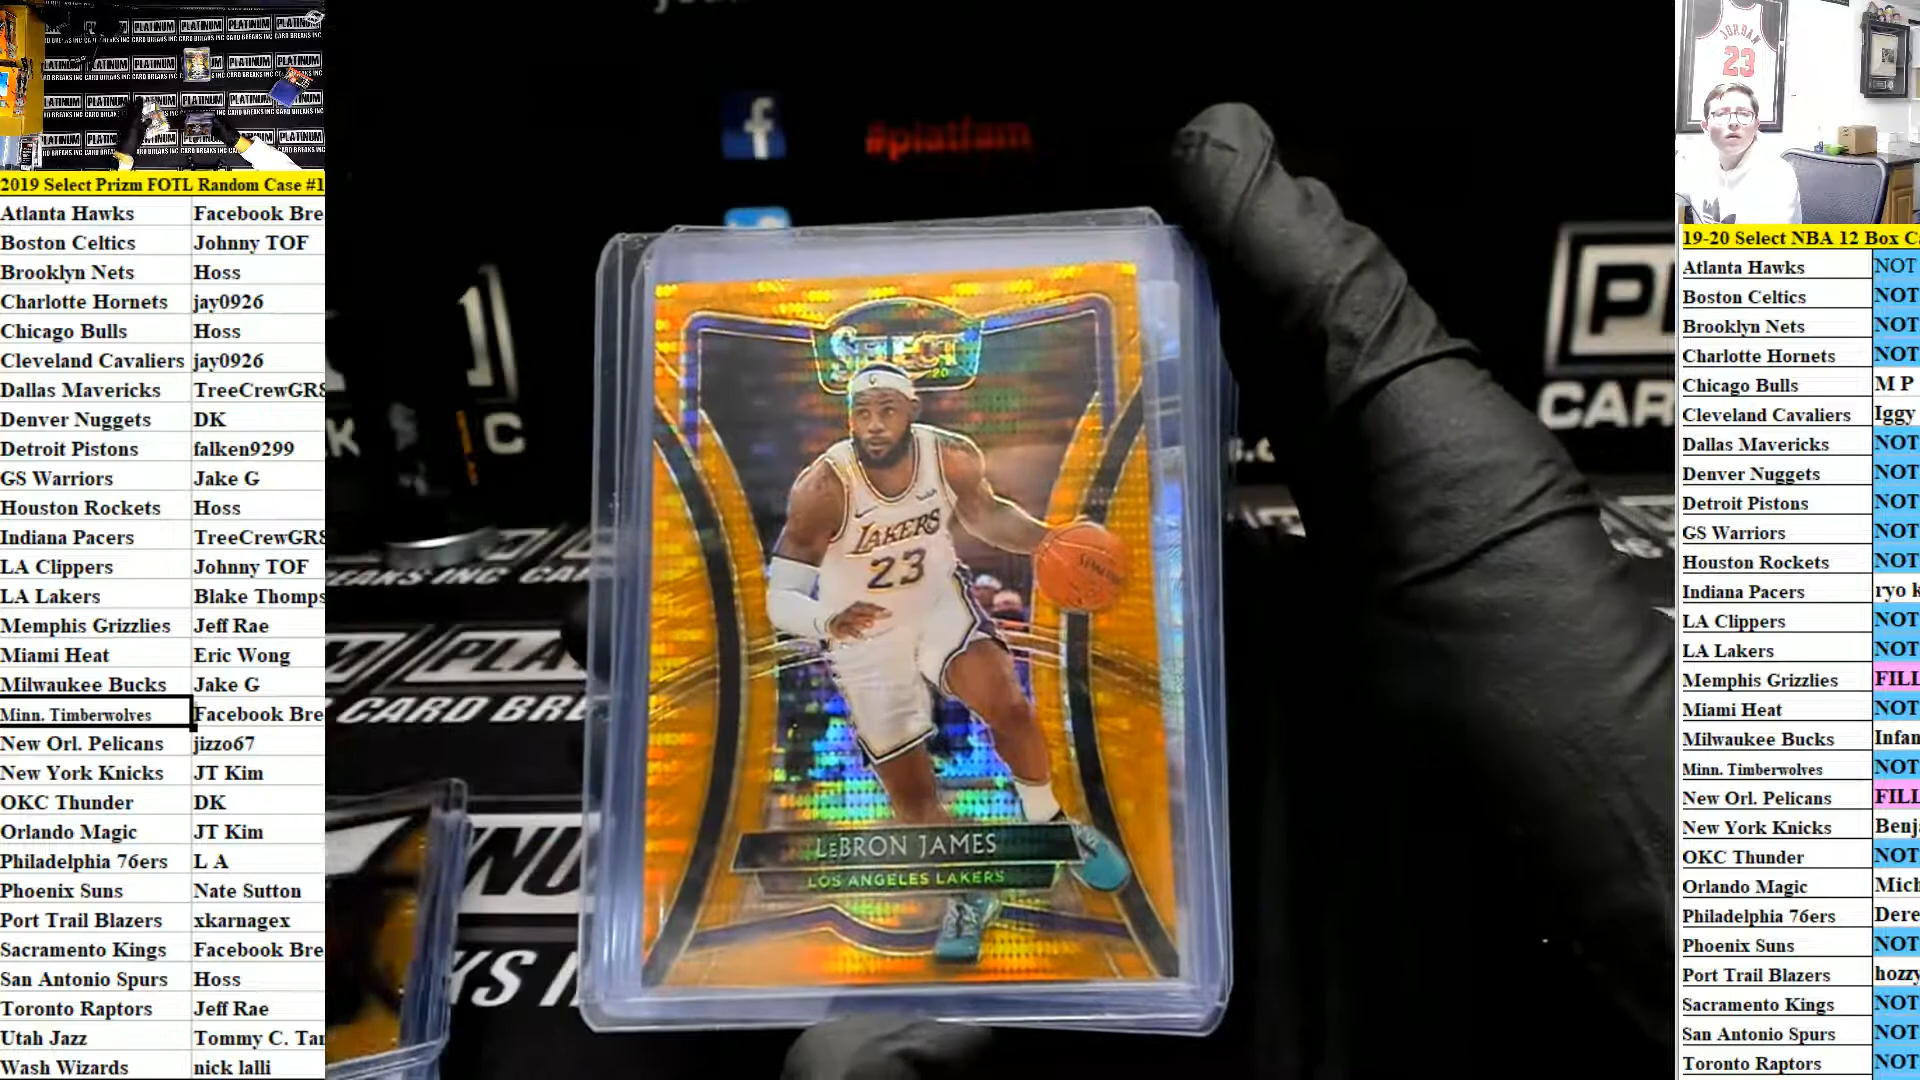 2019 Select Prizm FOTL Random Case #1
Atlanta Hawks Facebook Bre
Boston Celtics Johnny TOF
Brooklyn Nets Hoss
Charlotte Hornets jay0926
Chicago Bulls Hoss
Cleveland Cavaliers jay0926
Dallas Mavericks TreeCrewGRS
Denver Nuggets DK
Detroit Pistons falken9299
GS Warriors Jake G
Houston Rockets Hoss
Indiana Pacers TreeCrewGRS
LA Clippers Johnny TOF
LA Lakers Blake Thomps
Memphis Grizzlies Jeff Rae
Miami Heat Eric Wong
Milwaukee Bucks Jake G
Minn. Timberwolves Facebook Bre
New Orl. Pelicans jizzo67
New York Knicks JT Kim
OKC Thunder DK
Orlando Magic JT Kim
Philadelphia 76ers L A
Phoenix Suns Nate Sutton
Port Trail Blazers xkarnagex
Sacramento Kings Facebook Bre
San Antonio Spurs Hoss
Toronto Raptors Jeff Rae
Utah Jazz Tommy C. Tan
Wash Wizards nick lalli
#platfam
SELECT
LAKERS
23
LEBRON JAMES
LOS ANGELES LAKERS
CARD BRE
JORDAN
23
19-20 Select NBA 12 Box Ca
Atlanta Hawks NOT
Boston Celtics NOT
Brooklyn Nets NOT
Charlotte Hornets NOT
Chicago Bulls M P
Cleveland Cavaliers Iggy
Dallas Mavericks NOT
Denver Nuggets NOT
Detroit Pistons NOT
GS Warriors NOT
Houston Rockets NOT
Indiana Pacers ryo k
LA Clippers NOT
LA Lakers NOT
Memphis Grizzlies FILL
Miami Heat NOT
Milwaukee Bucks Infan
Minn. Timberwolves NOT
New Orl. Pelicans FILL
New York Knicks Benja
OKC Thunder NOT
Orlando Magic Mich
Philadelphia 76ers Dere
Phoenix Suns NOT
Port Trail Blazers hozzy
Sacramento Kings NOT
San Antonio Spurs NOT
Toronto Raptors NOT